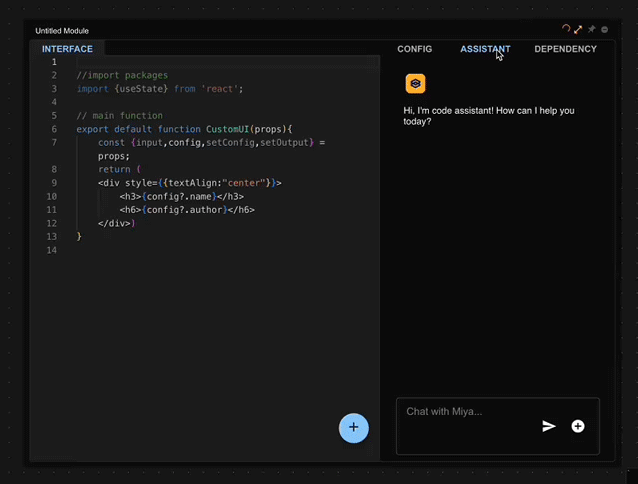 Untitled Module
INTERFACE
CONFIG ASSISTANT DEPENDENCY
1
2 //import packages
3 import {useState} from 'react';
4
5 // main function
6 export default function CustomUI(props){
7 const {input,config,setConfig,setOutput} =
props;
8 return (
9 <div style={{textAlign:"center"}}>
10 <h3>{config?.name}</h3>
11 <h6>{config?.author}</h6>
12 </div>)
13 }
14
Hi, I'm code assistant! How can I help you
today?
Chat with Miya...